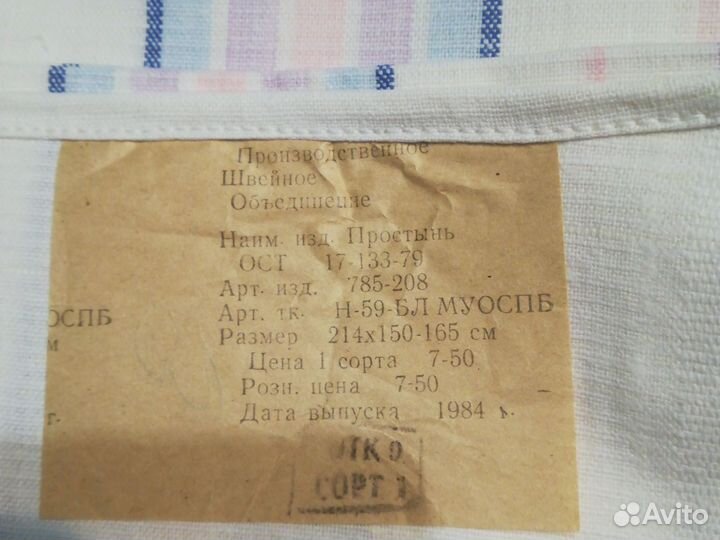 Производственное
Швейное
Объединение
Наим. изд. Простынь
ОСТ 17-133-79
Арт. изд. 785-208
Арт. тк. Н-59-БЛ МУОСПБ
Размер 214х150-165 см
Цена 1 сорта 7-50
Розн. цена 7-50
Дата выпуска 1984 г.
ОТК 9
СОРТ 1
ОСПБ
м
г.
Avito